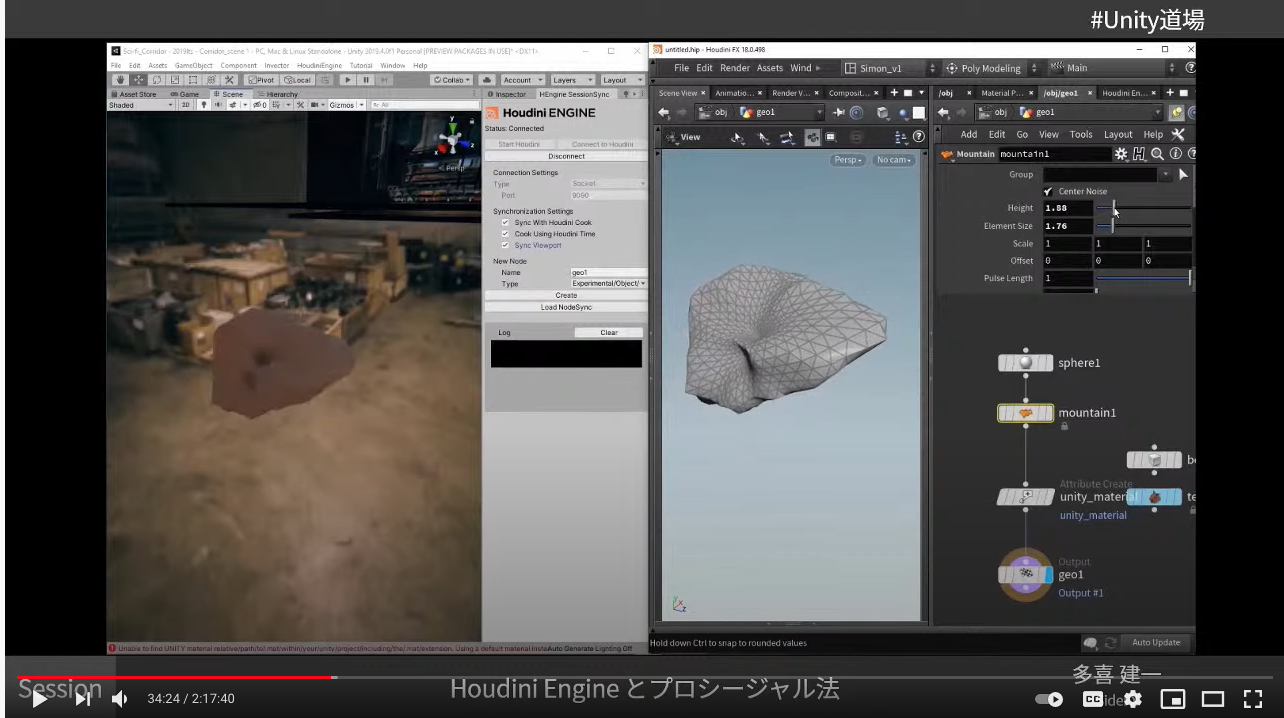 #Unity道場
Sci-fi_Corridor - 2019lts - Corridor_scene 1 - PC, Mac & Linux Standalone - Unity 2019.4.0f1 Personal [PREVIEW PACKAGES IN USE]* <DX11>
File Edit Assets GameObject Component Invector HoudiniEngine Tutorial Window Help
Pivot Local Collab Account Layers Layout
Asset Store Game Scene Hierarchy
Shaded 2D 0 Gizmos All
y x z
< Persp
Inspector HEngine SessionSync
Houdini ENGINE
Status: Connected
Start Houdini Connect to Houdini
Disconnect
Connection Settings
Type Socket
Port 9090
Synchronization Settings
Sync With Houdini Cook
Cook Using Houdini Time
Sync Viewport
New Node
Name geo1
Type Experimental/Object/
Create
Load NodeSync
Log Clear
Unable to find UNITY material relative/path/to/mat/within/your/unity/project/including/the/.mat/extension. Using a default material insta Auto Generate Lighting Off
untitled.hip - Houdini FX 18.0.498
File Edit Render Assets Wind Simon_v1 Poly Modeling Main
Scene View Animatio... Render V... Composit...
obj geo1
View
Persp No cam
y x z
Hold down Ctrl to snap to rounded values
/obj Material P... /obj/geo1 Houdini En...
obj geo1
Add Edit Go View Tools Layout Help
Mountain mountain1
Group
Center Noise
Height 1.88
Element Size 1.76
Scale 1 1 1
Offset 0 0 0
Pulse Length 1
sphere1
mountain1
Attribute Create
unity_material
unity_material
Output
geo1
Output #1
Auto Update
Session
Houdini Engine とプロシージャル法
多喜 建一
34:24 / 2:17:40
CC